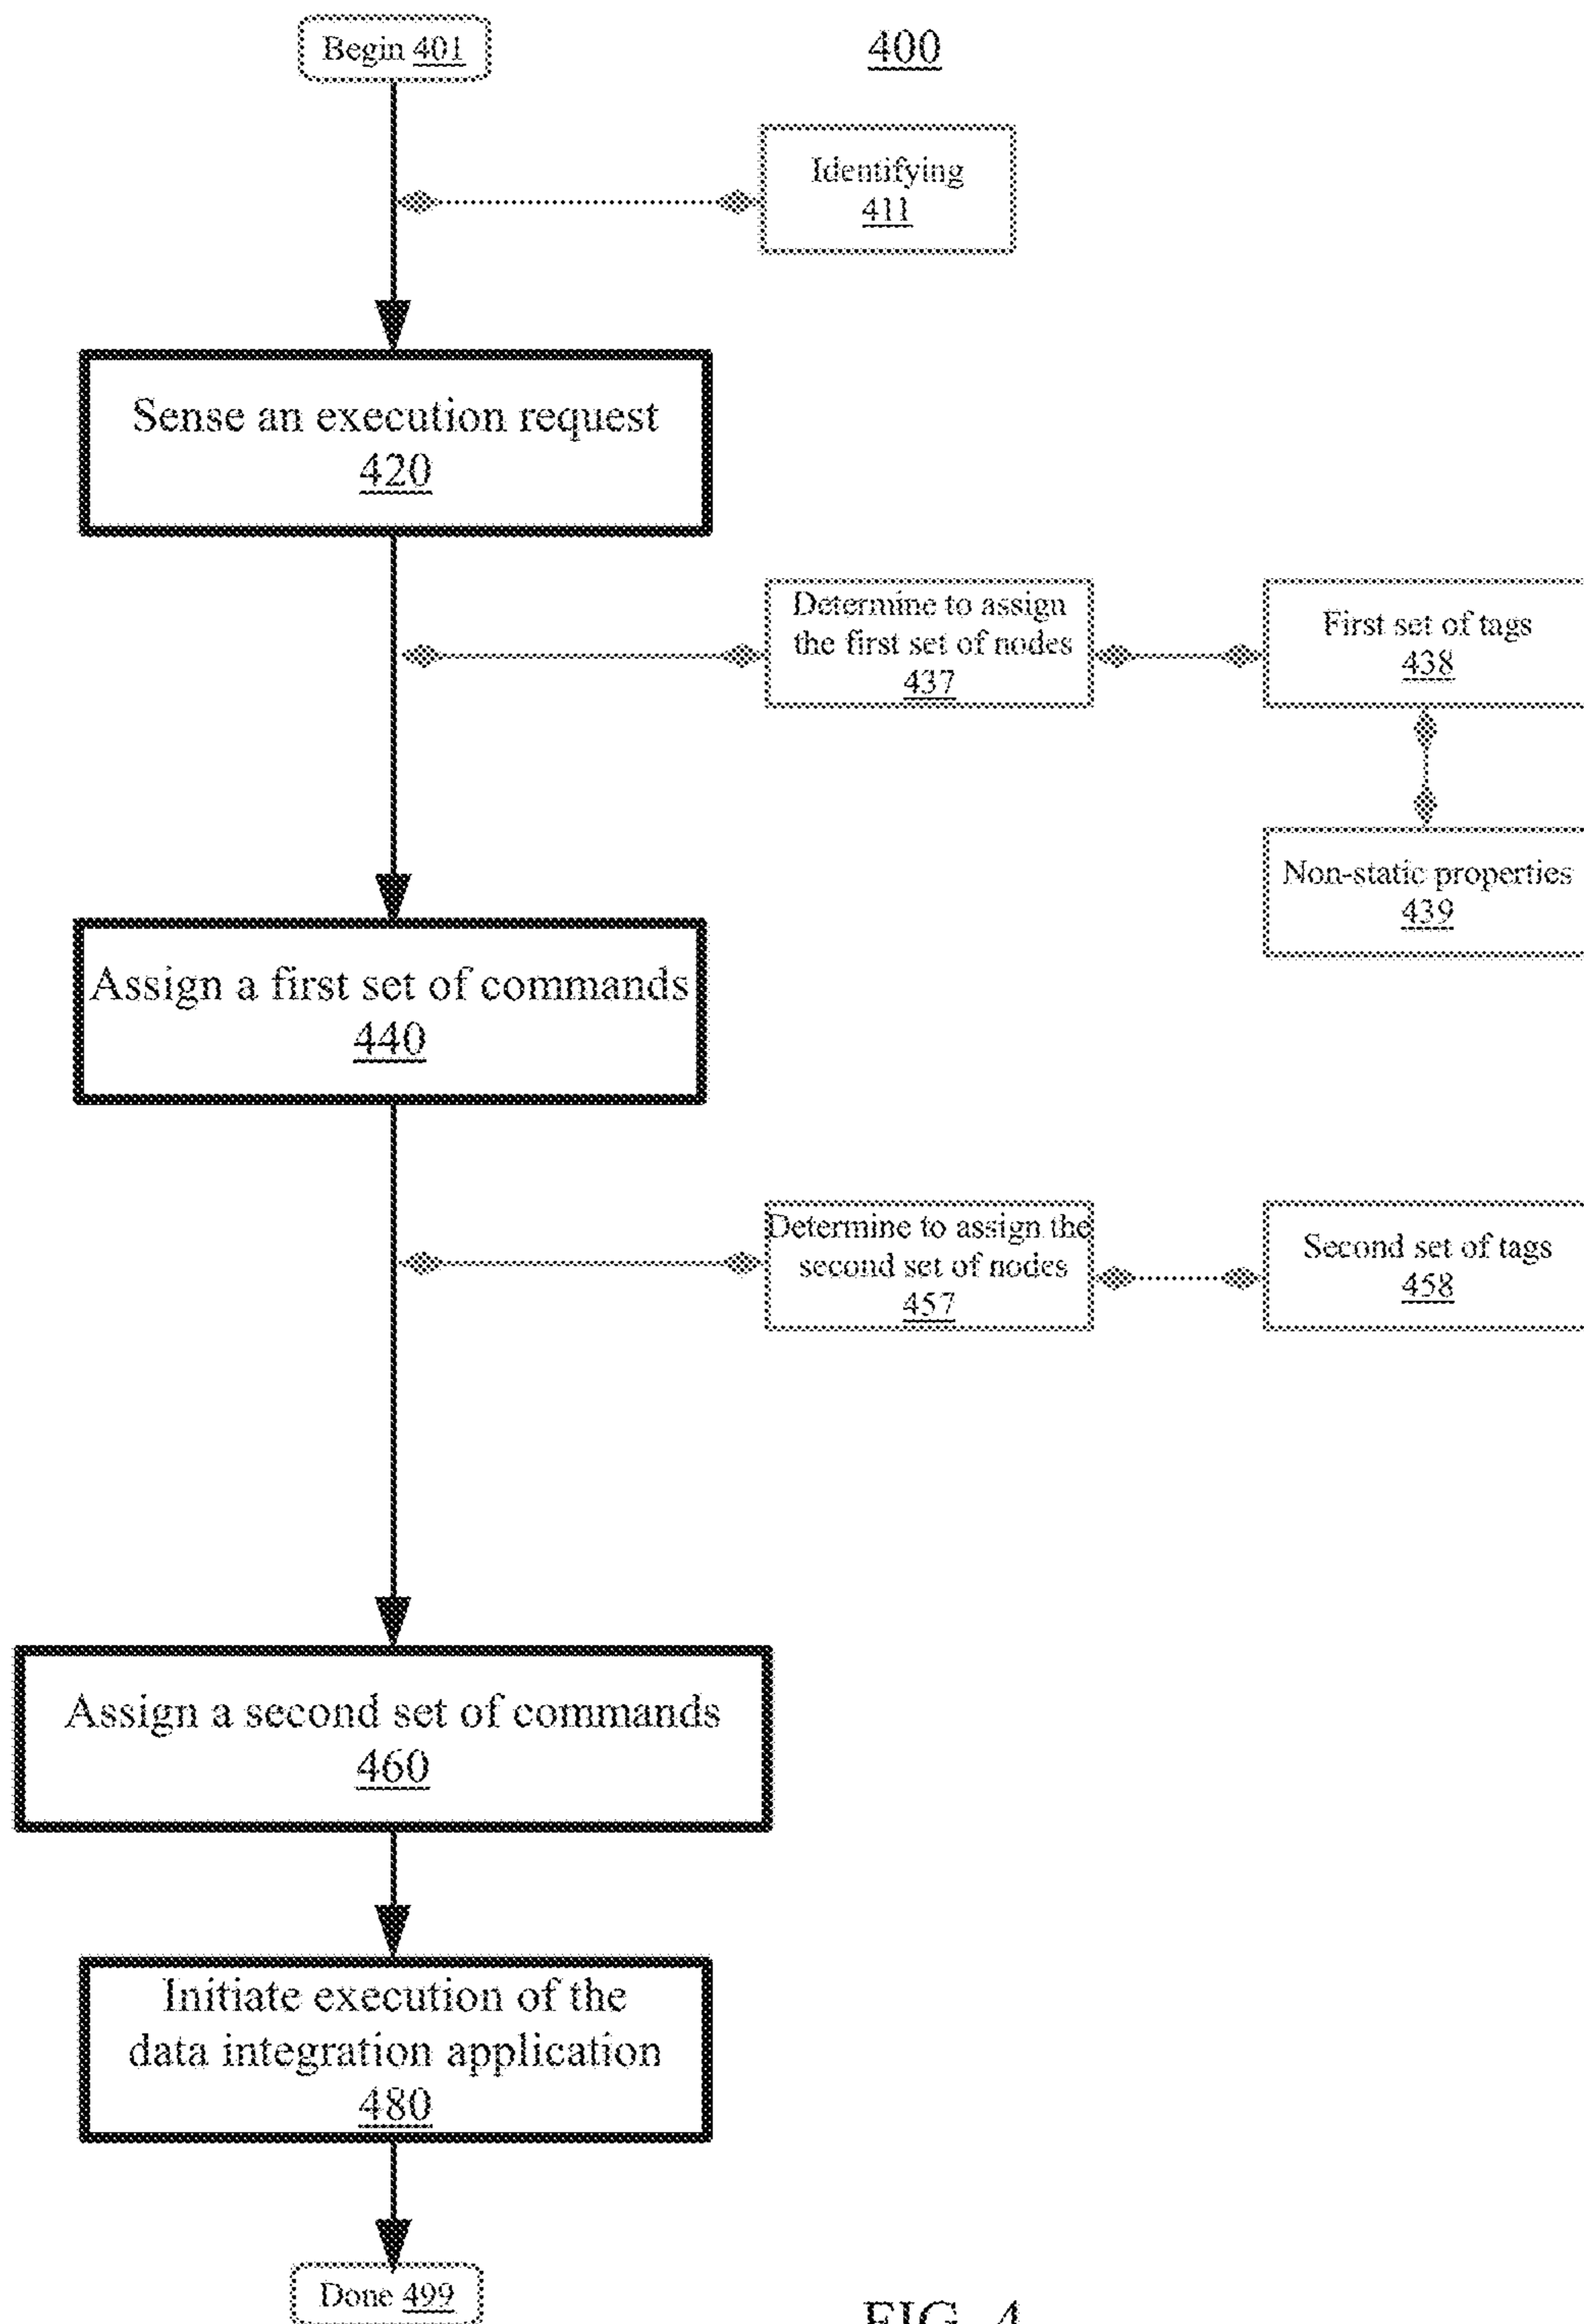 Begin 401
400
Identifying
411
Sense an execution request
420
Determine to assign
the first set of nodes
437
First set of tags
438
Non-static properties
439
Assign a first set of commands
440
Determine to assign the
second set of nodes
457
Second set of tags
458
Assign a second set of commands
460
Initiate execution of the
data integration application
480
Done 499
FIG. 4